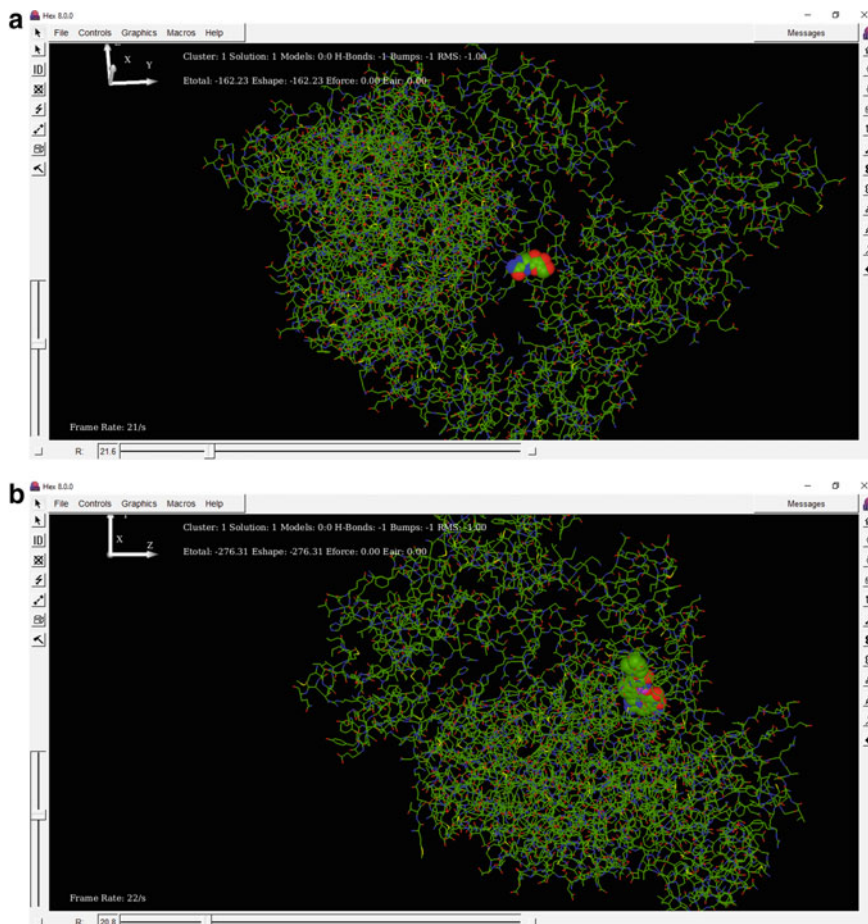 a
Hex 8.0.0
File Controls Graphics Macros Help Messages
ID
X Y
Cluster: 1 Solution: 1 Models: 0:0 H-Bonds: -1 Bumps: -1 RMS: -1.00
Etotal: -162.23 Eshape: -162.23 Eforce: 0.00 Eair: 0.00
Frame Rate: 21/s
R: 21.6
b
Hex 8.0.0
File Controls Graphics Macros Help Messages
ID
X Z
Cluster: 1 Solution: 1 Models: 0:0 H-Bonds: -1 Bumps: -1 RMS: -1.00
Etotal: -276.31 Eshape: -276.31 Eforce: 0.00 Eair: 0.00
Frame Rate: 22/s
R: 20.8